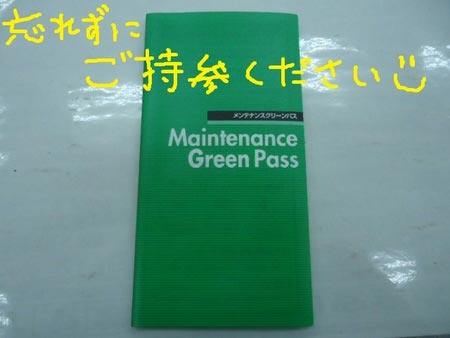 忘れずに
ご持参ください
メンテナンスグリーンパス
Maintenance
Green Pass